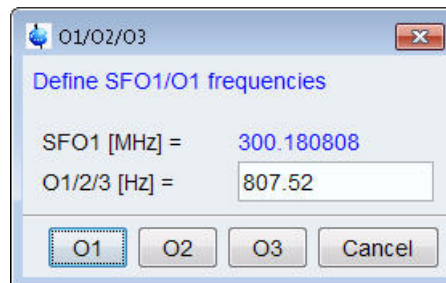 O1/O2/O3
Define SFO1/O1 frequencies
SFO1 [MHz] = 300.180808
O1/2/3 [Hz] = 807.52
O1 O2 O3 Cancel